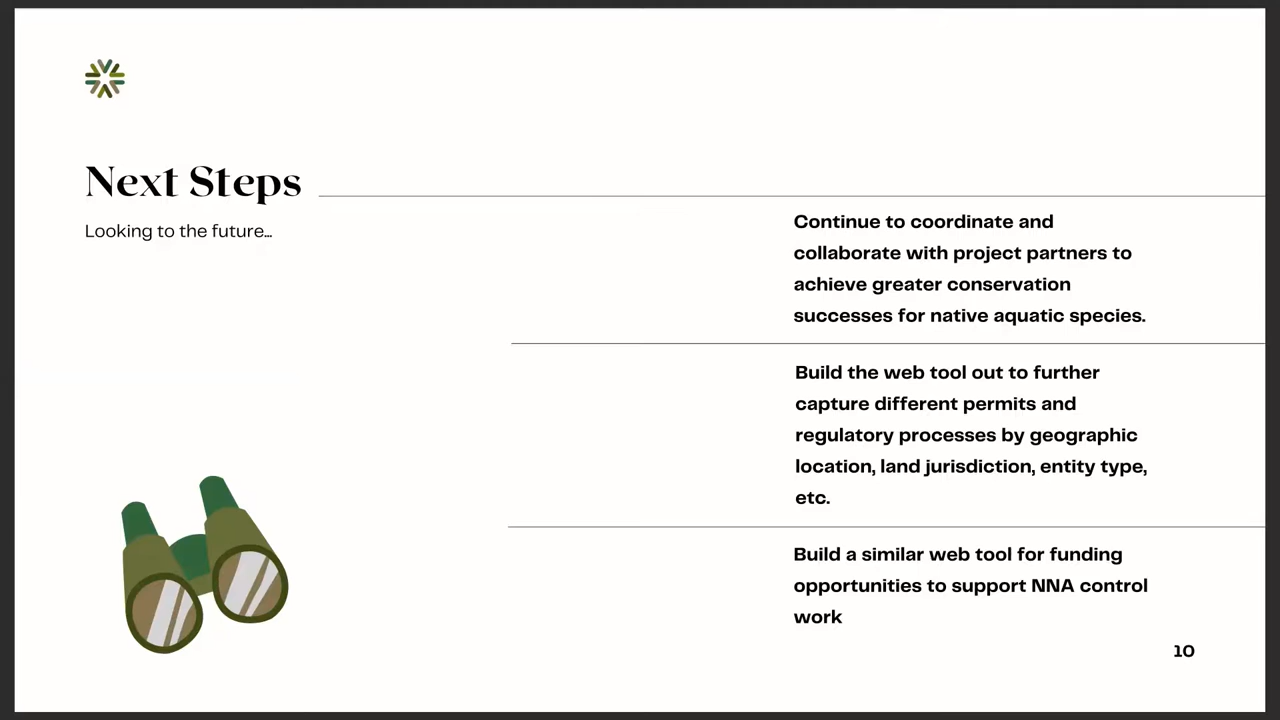 Next Steps
Looking to the future...
Continue to coordinate and
collaborate with project partners to
achieve greater conservation
successes for native aquatic species.
Build the web tool out to further
capture different permits and
regulatory processes by geographic
location, land jurisdiction, entity type,
etc.
Build a similar web tool for funding
opportunities to support NNA control
work
10